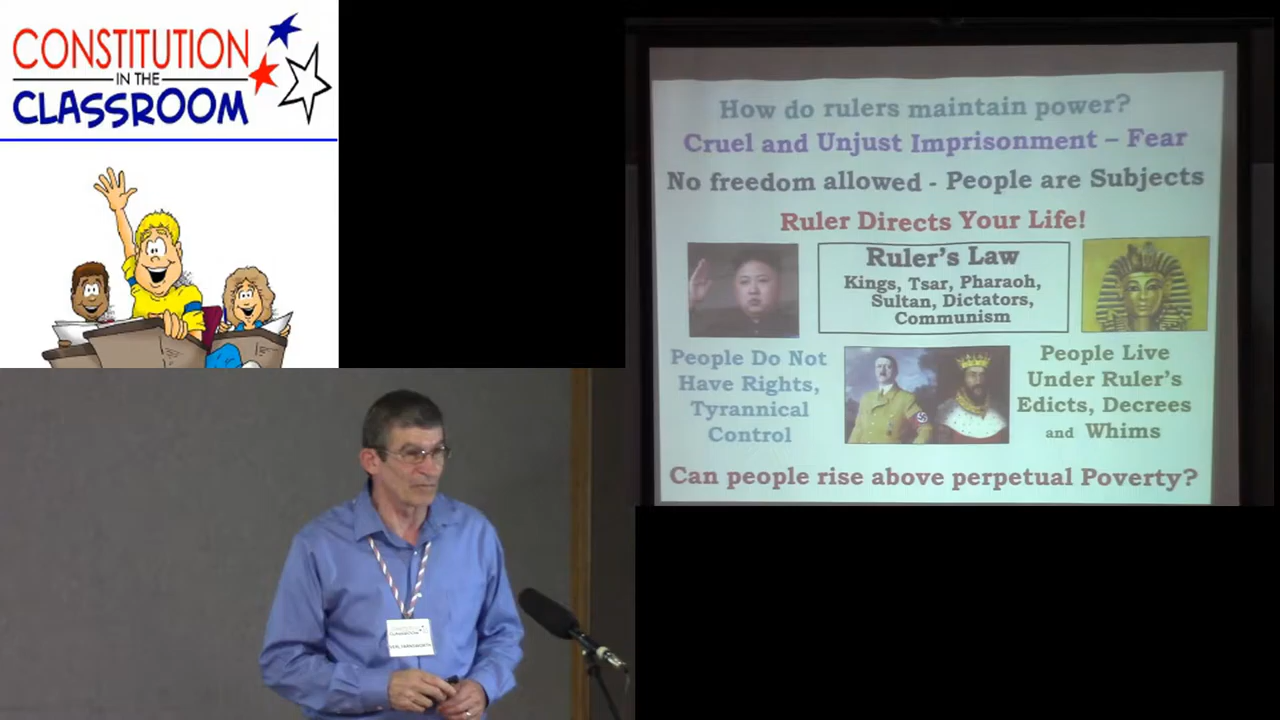 CONSTITUTION
IN THE
CLASSROOM
How do rulers maintain power?
Cruel and Unjust Imprisonment – Fear
No freedom allowed - People are Subjects
Ruler Directs Your Life!
Ruler's Law
Kings, Tsar, Pharaoh,
Sultan, Dictators,
Communism
People Do Not
Have Rights,
Tyrannical
Control
People Live
Under Ruler's
Edicts, Decrees
and Whims
Can people rise above perpetual Poverty?